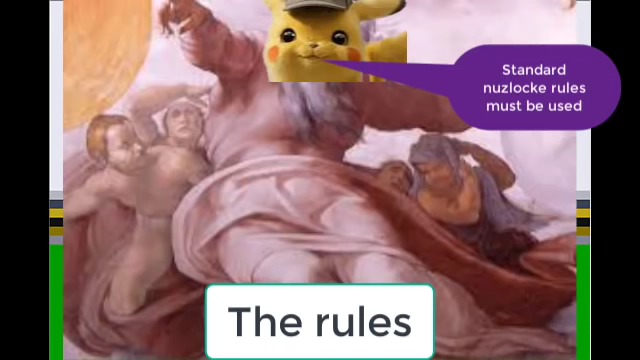 Standard
nuzlocke rules
must be used
The rules